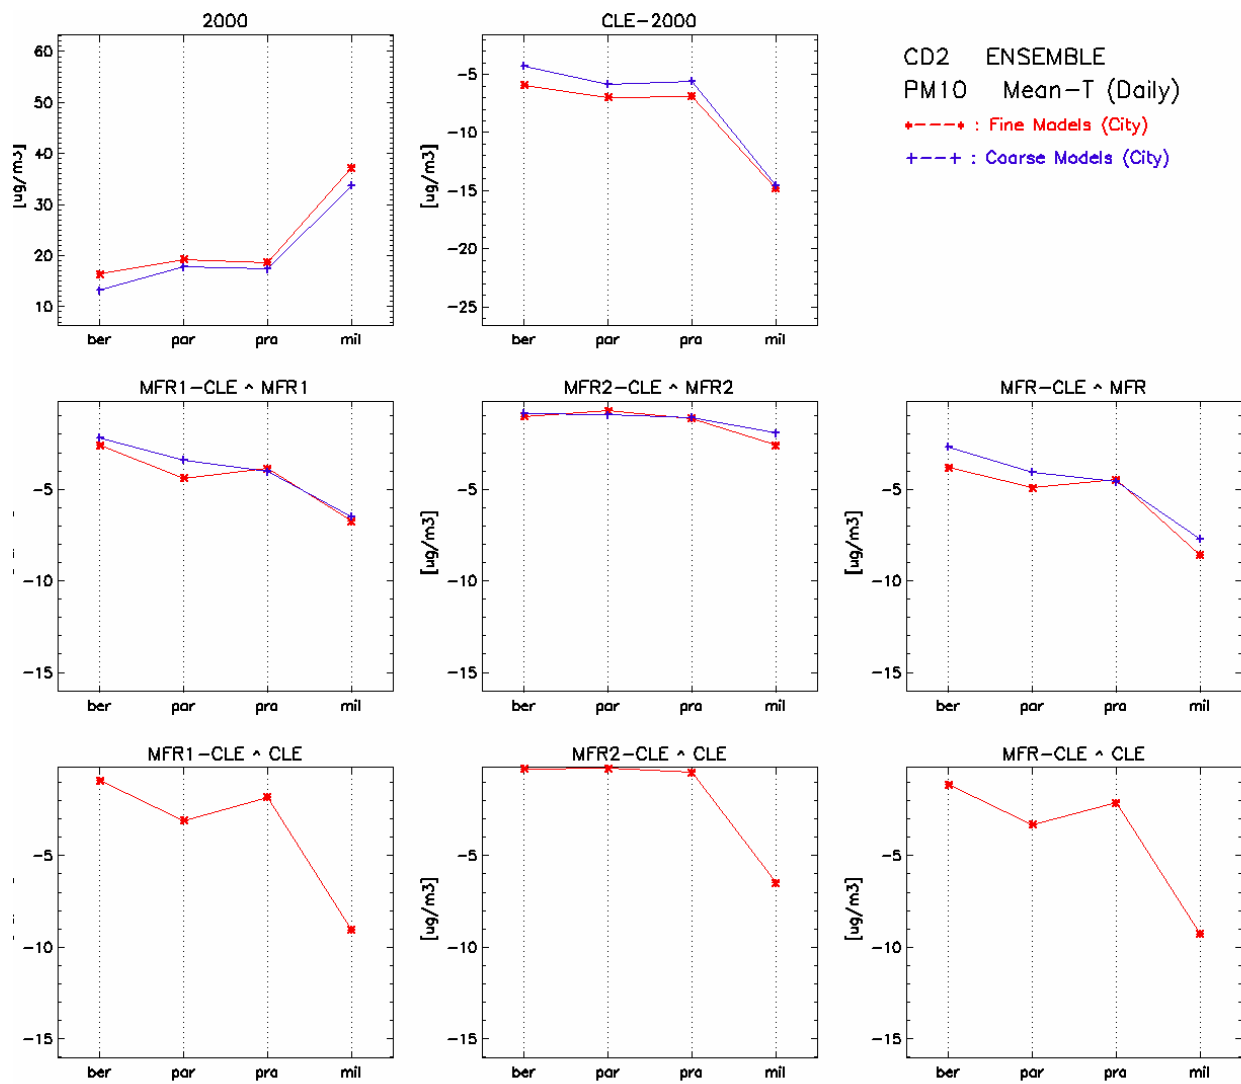 2000
CLE-2000
CD2 ENSEMBLE
PM10 Mean-T (Daily)
: Fine Models (City)
: Coarse Models (City)
[ug/m3]
60
50
40
30
20
10
ber par pra mil
-5
-10
-15
-20
-25
ber par pra mil
MFR1-CLE ^ MFR1
MFR2-CLE ^ MFR2
MFR-CLE ^ MFR
-5
-10
-15
ber par pra mil
[ug/m3]
-5
-10
-15
ber par pra mil
[ug/m3]
-5
-10
-15
ber par pra mil
MFR1-CLE ^ CLE
MFR2-CLE ^ CLE
MFR-CLE ^ CLE
-5
-10
-15
ber par pra mil
[ug/m3]
-5
-10
-15
ber par pra mil
[ug/m3]
-5
-10
-15
ber par pra mil